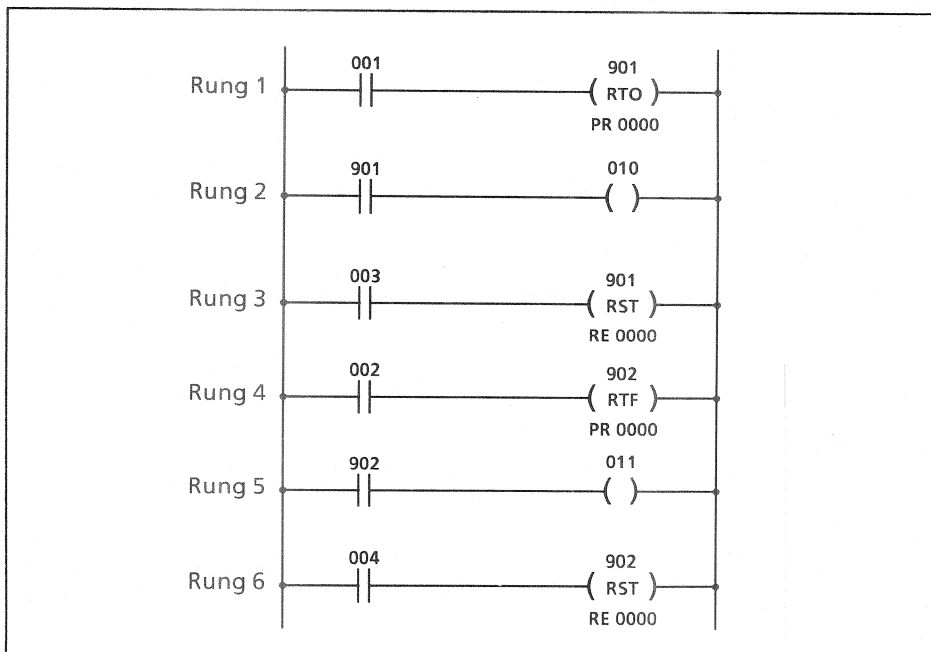 001
901
Rung 1
RTO
PR 0000
901
010
Rung 2
003
901
Rung 3
RST
RE 0000
002
902
Rung 4
RTF
PR 0000
902
011
Rung 5
004
902
Rung 6
RST
RE 0000